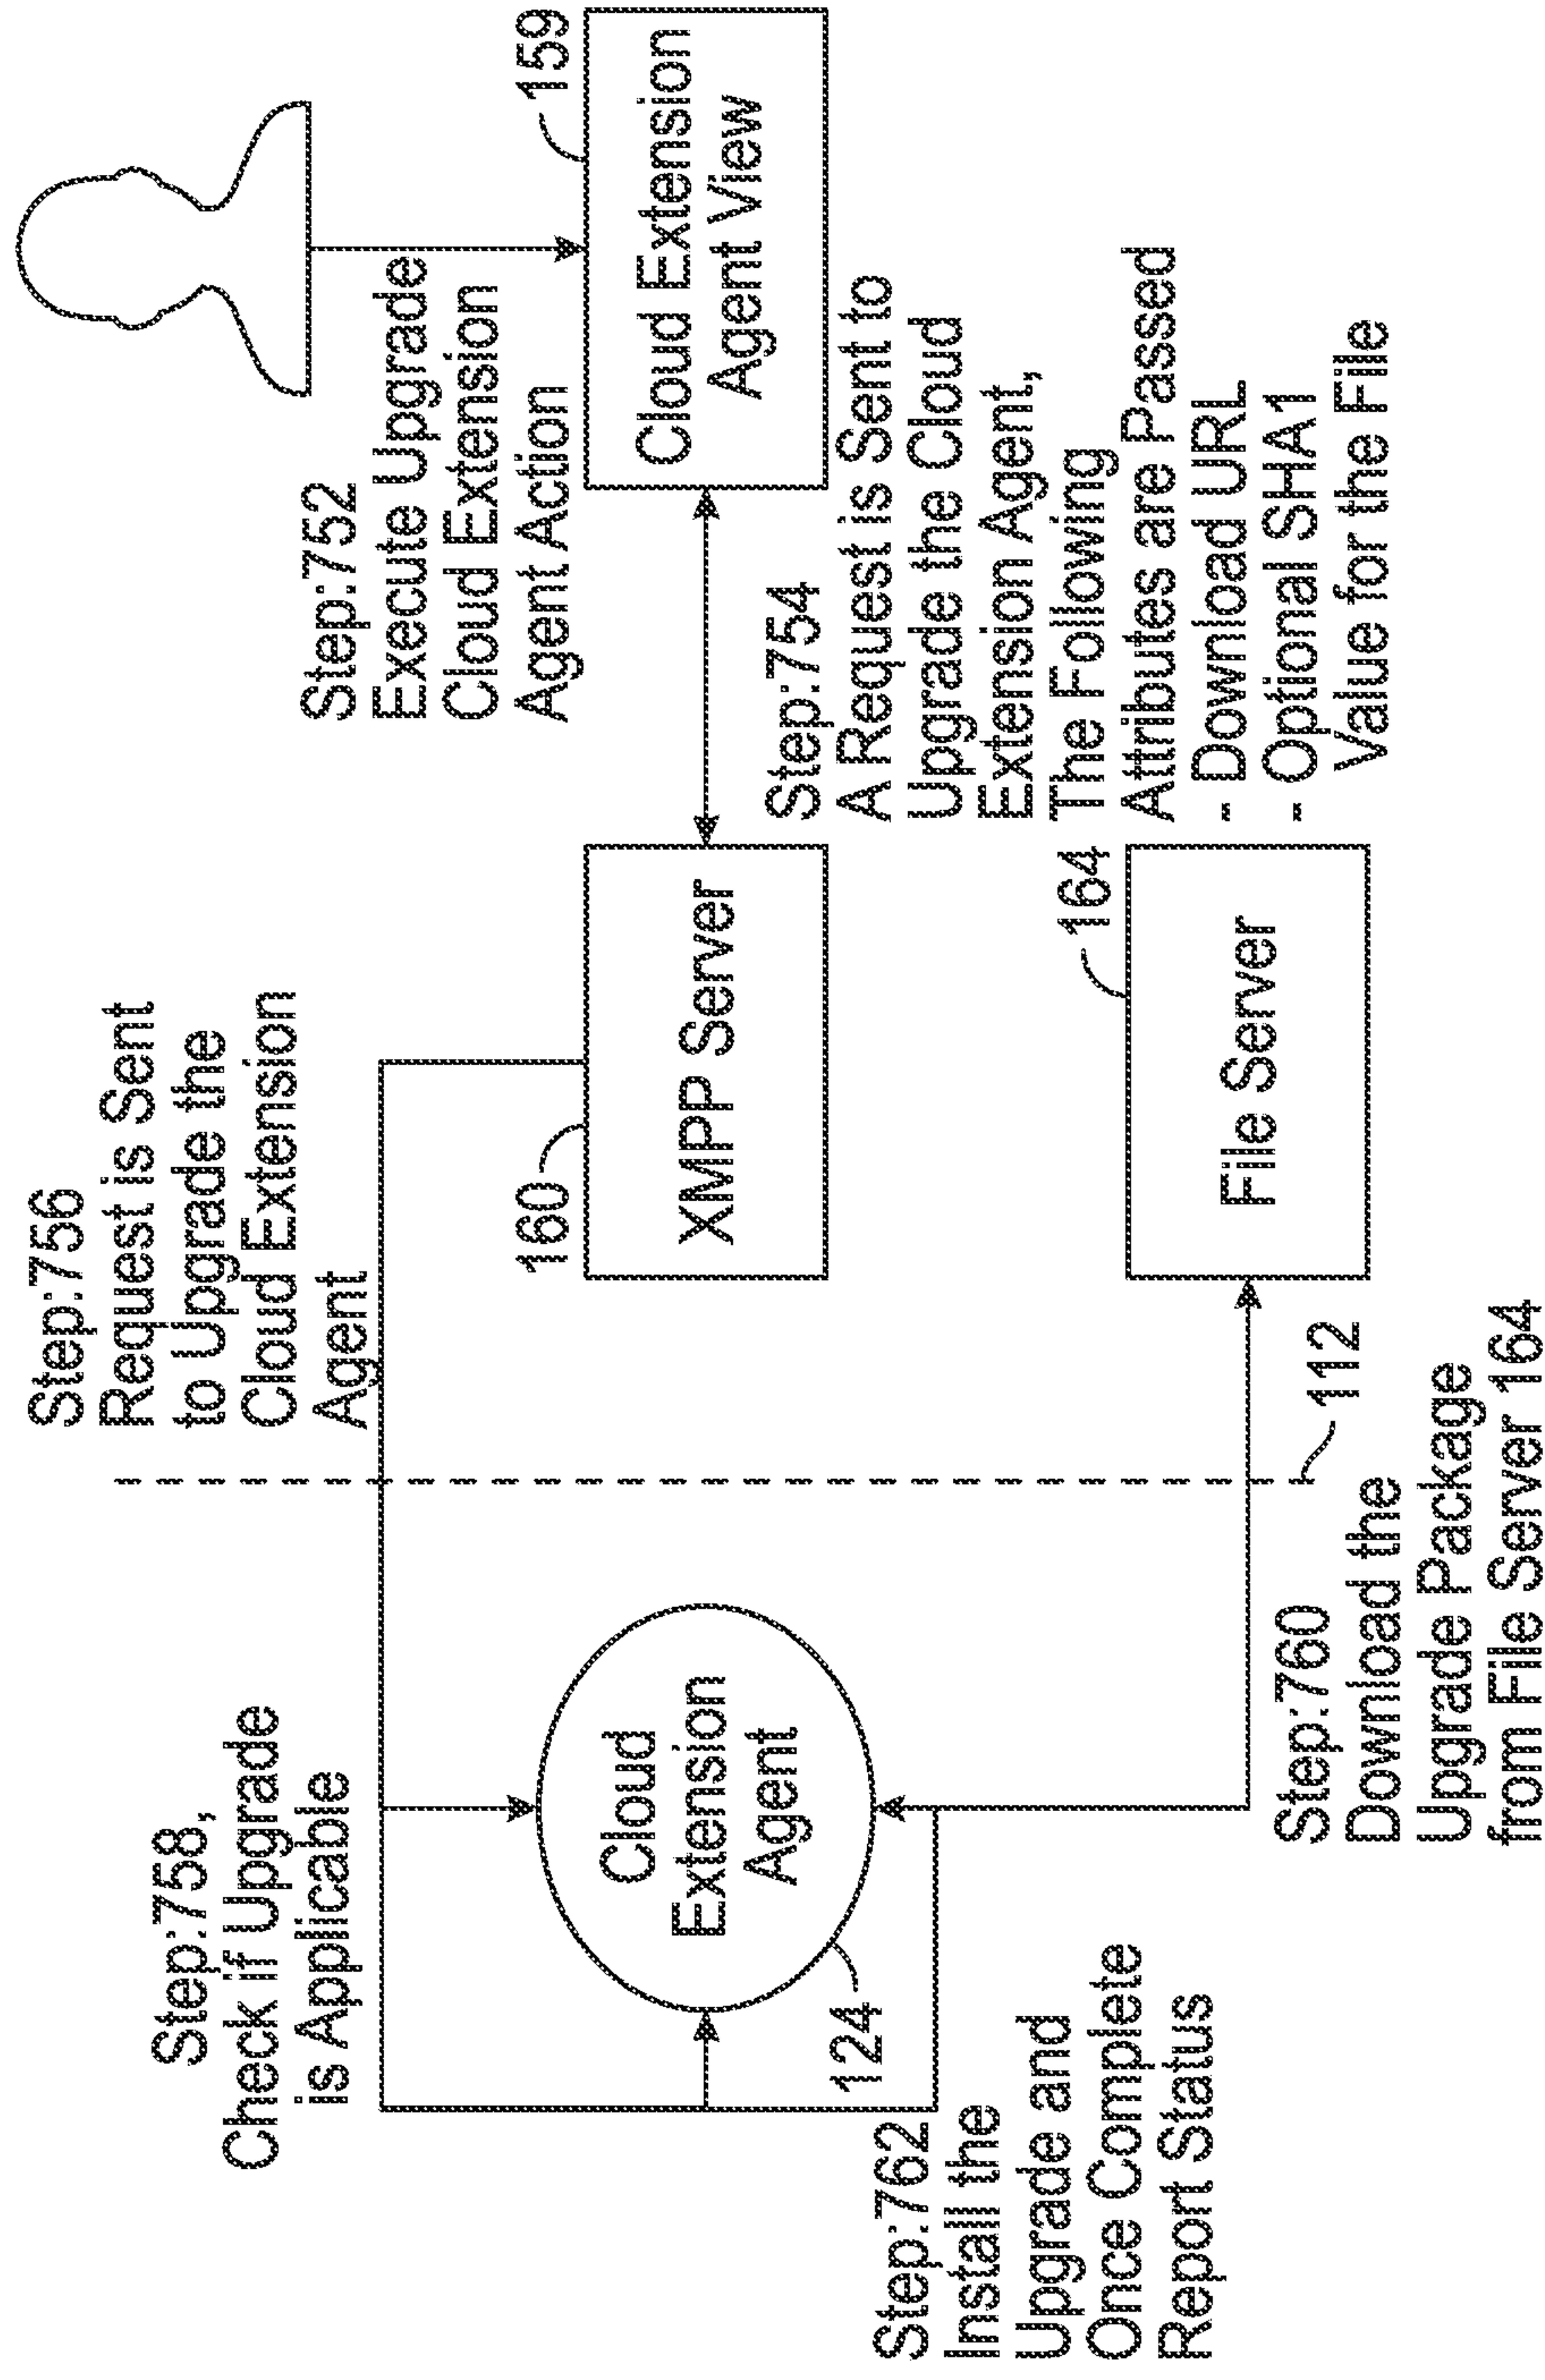 Step:756
Request is Sent
to Upgrade the
Cloud Extension
Agent
Step:758,
Check if Upgrade
is Applicable
Step:752
Execute Upgrade
Cloud Extension
Agent Action
159
Cloud Extension
Agent View
160
XMPP Server
Cloud
Extension
Agent
124
Step:754
A Request is Sent to
Upgrade the Cloud
Extension Agent,
The Following
Attributes are Passed
- Download URL
- Optional SHA1
Value for the File
164
File Server
112
Step:762
Install the
Upgrade and
Once Complete
Report Status
Step:760
Download the
Upgrade Package
from File Server 164